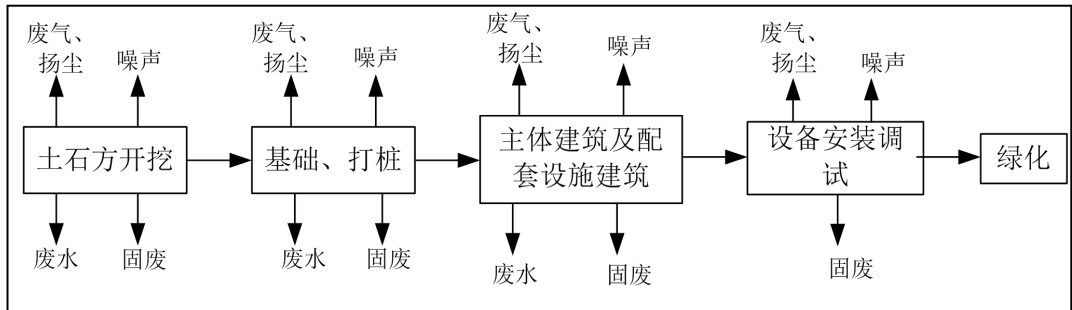 废气、
扬尘
噪声
废气、
扬尘
噪声
废气、
扬尘
噪声
废气、
扬尘
噪声
土石方开挖
基础、打桩
主体建筑及配
套设施建筑
设备安装调
试
绿化
废水
固废
废水
固废
废水
固废
固废